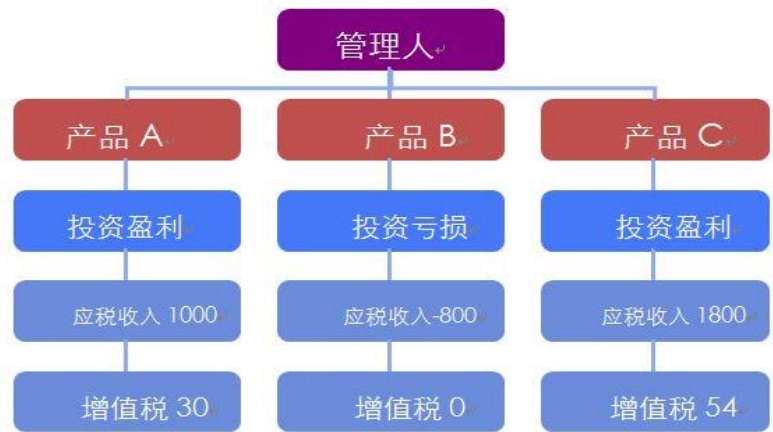 管理人
产品 A
产品 B
产品 C
投资盈利
投资亏损
投资盈利
应税收入 1000
应税收入-800
应税收入 1800
增值税 30
增值税 0
增值税 54